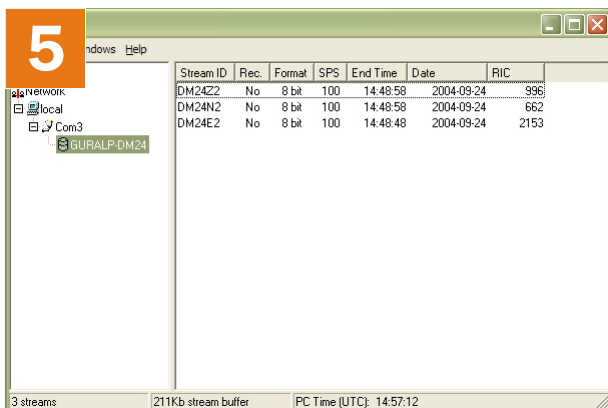 5
ndows Help
Network
local
Com3
GURALP-DM24
Stream ID Rec. Format SPS End Time Date RIC
DM24Z2 No 8 bit 100 14:48:58 2004-09-24 996
DM24N2 No 8 bit 100 14:48:58 2004-09-24 662
DM24E2 No 8 bit 100 14:48:48 2004-09-24 2153
3 streams 211Kb stream buffer PC Time (UTC): 14:57:12